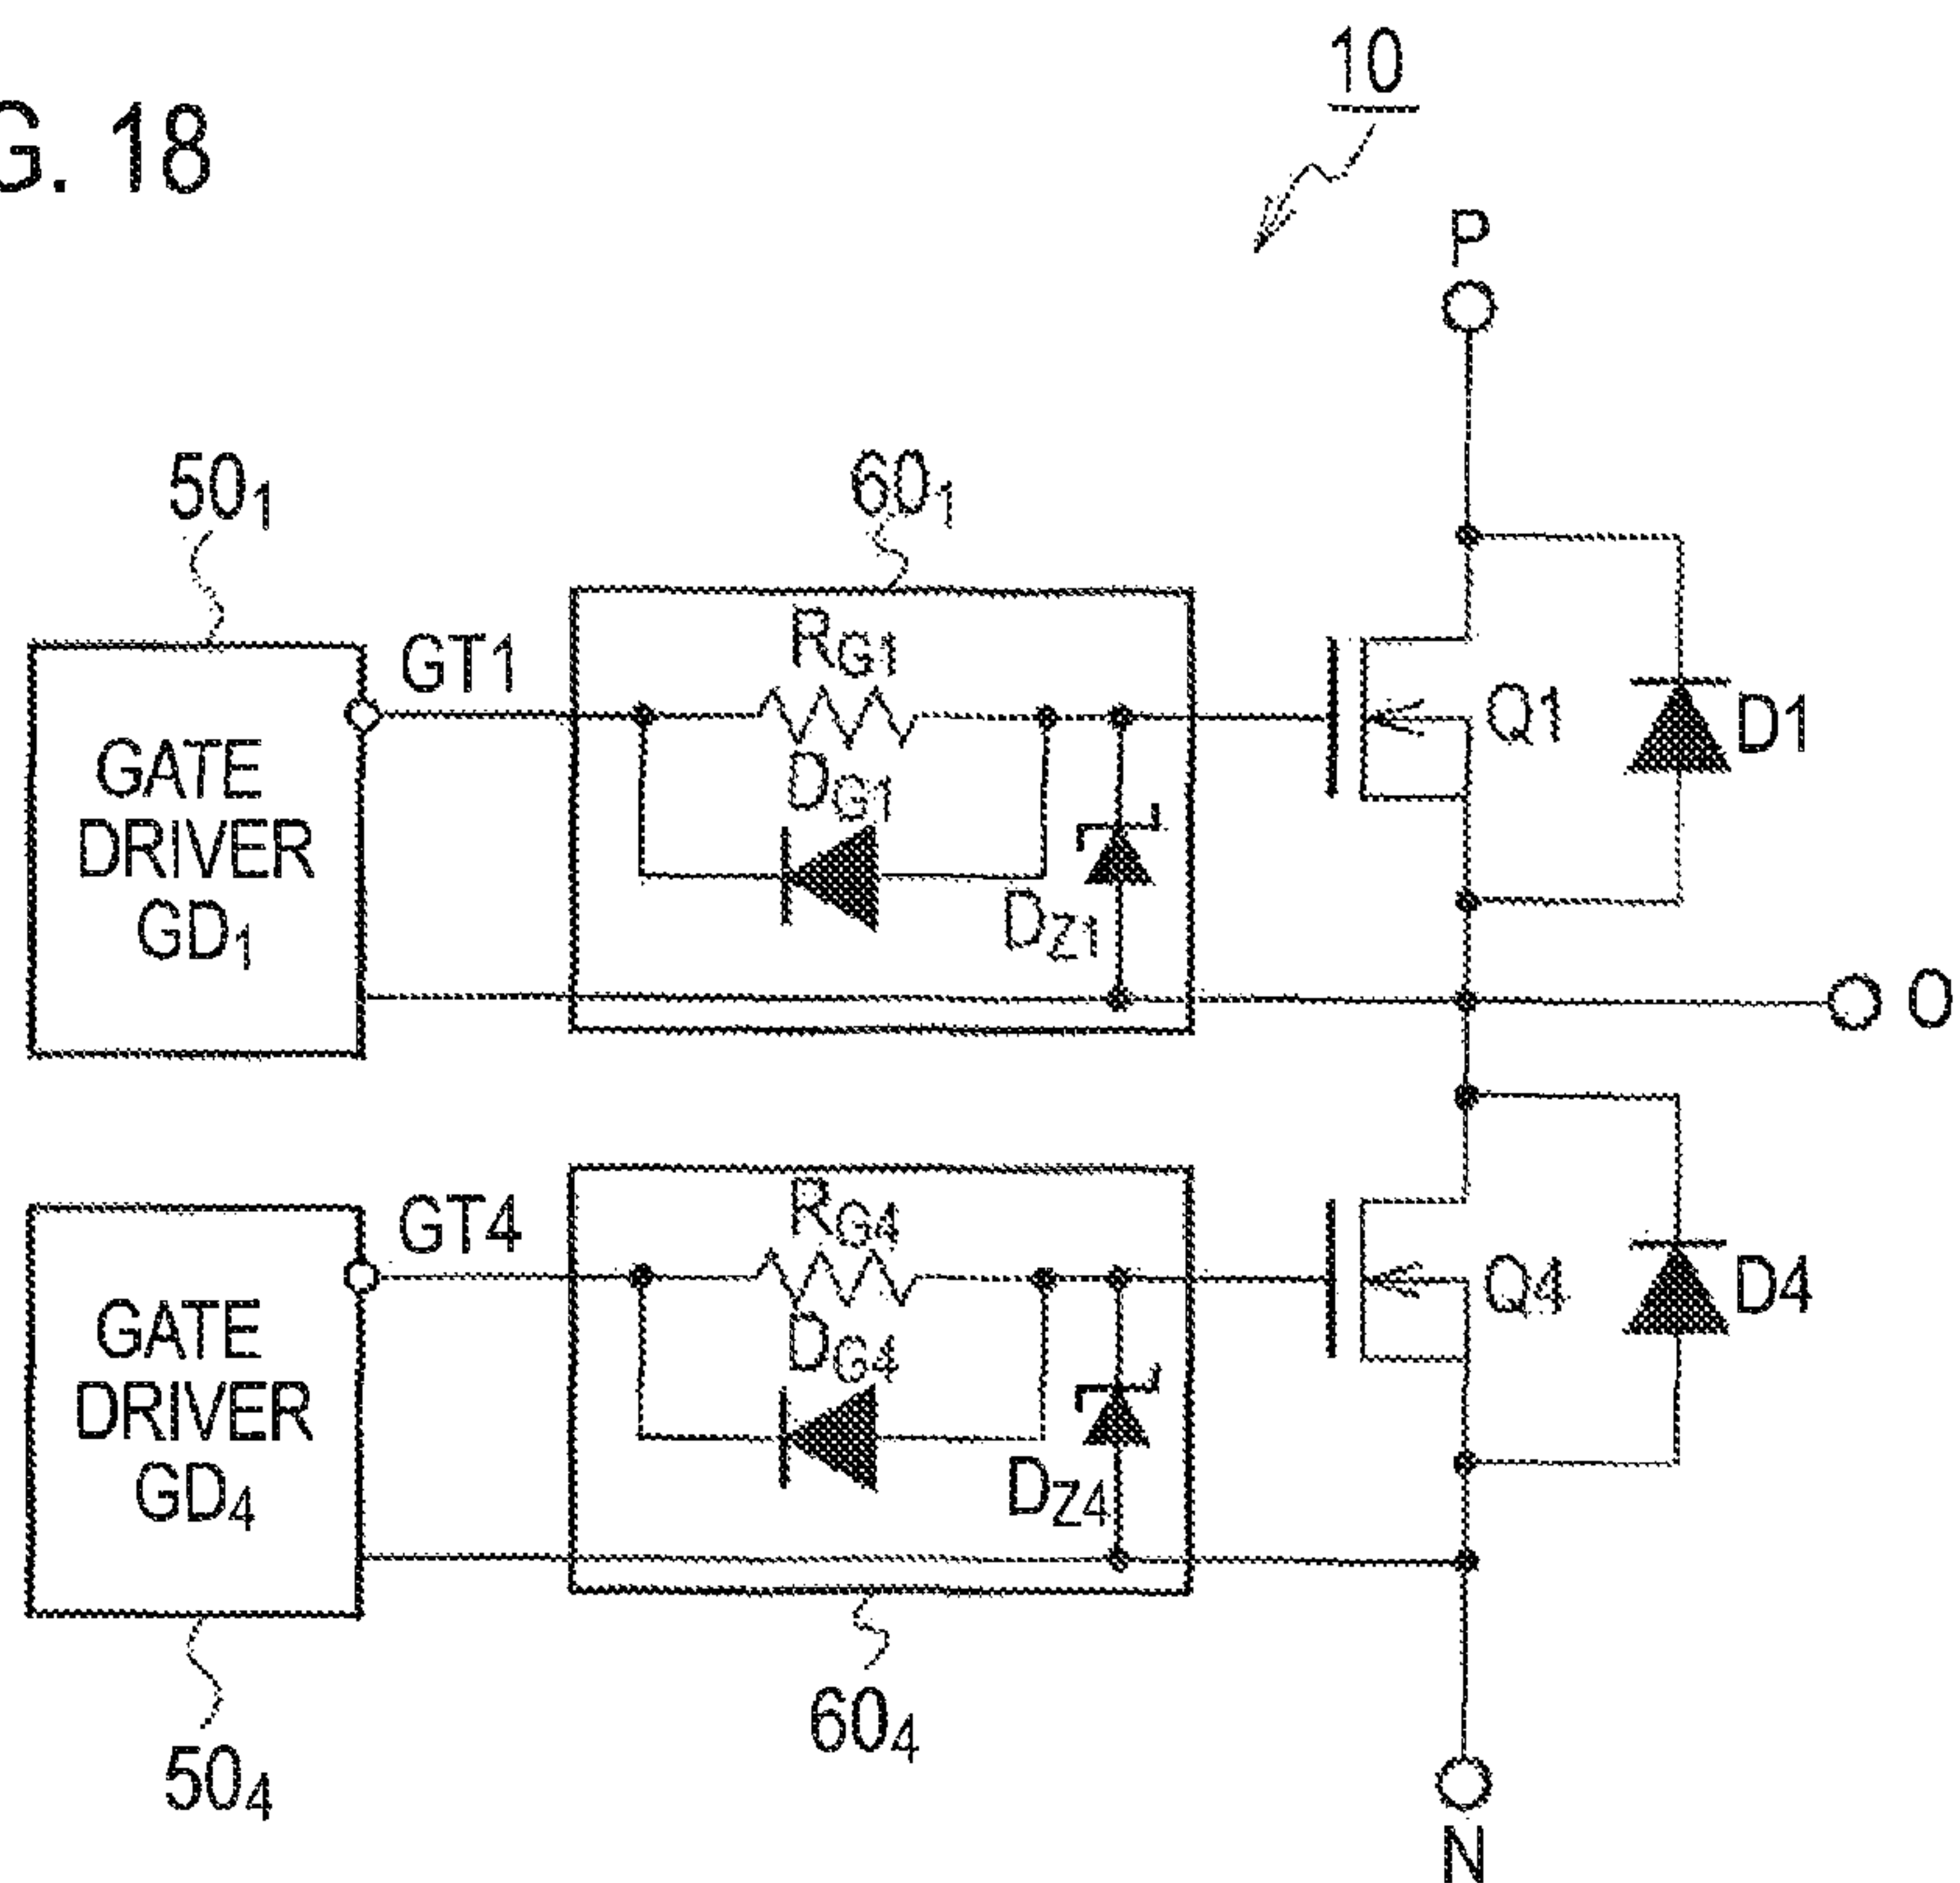 G. 18
10
P
50₁
60₁
GT1
R_G1
Q1
D1
GATE
DRIVER
GD₁
D_G1
D_Z1
O
GT4
R_G4
Q4
D4
GATE
DRIVER
GD₄
D_G4
D_Z4
50₄
60₄
N